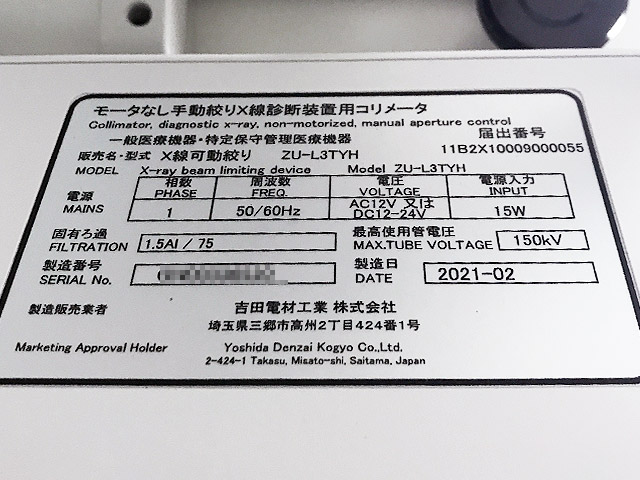 モータなし手動絞りX線診断装置用コリメータ
Collimator, diagnostic x-ray, non-motorized, manual aperture control
一般医療機器・特定保守管理医療機器
届出番号
11B2X10009000055
販売名・型式 X線可動絞り ZU-L3TYH
MODEL X-ray beam limiting device Model ZU-L3TYH
電源 MAINS
相数 周波数 電圧 電源入力
PHASE FREQ. VOLTAGE INPUT
1 50/60Hz AC12V 又は DC12-24V 15W
固有ろ過 最高使用管電圧
FILTRATION 1.5Al / 75 MAX.TUBE VOLTAGE 150kV
製造番号 製造日
SERIAL No. DATE 2021-02
製造販売業者 吉田電材工業 株式会社
埼玉県三郷市高州2丁目424番1号
Marketing Approval Holder Yoshida Denzai Kogyo Co.,Ltd.
2-424-1 Takasu, Misato-shi, Saitama, Japan